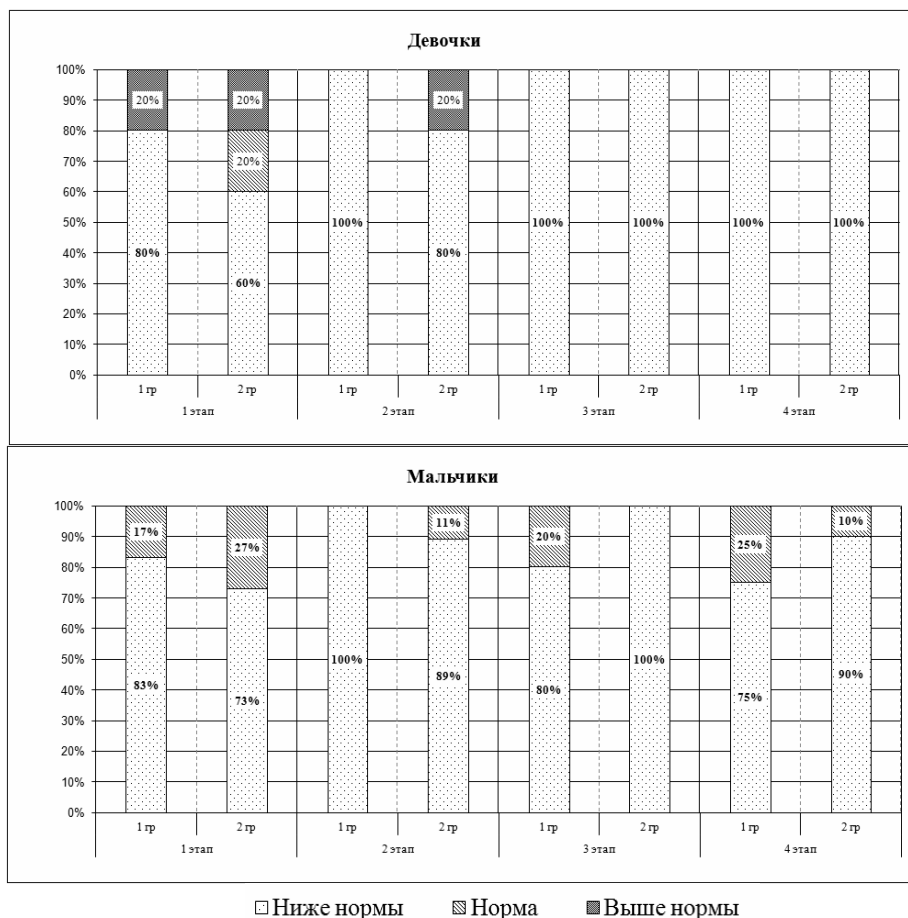 Девочки
100%
90%
80%
70%
60%
50%
40%
30%
20%
10%
0%
20%
80%
20%
20%
60%
100%
20%
80%
100%
100%
100%
100%
1 гр
2 гр
1 гр
2 гр
1 гр
2 гр
1 гр
2 гр
1 этап
2 этап
3 этап
4 этап
Мальчики
100%
90%
80%
70%
60%
50%
40%
30%
20%
10%
0%
17%
83%
27%
73%
100%
11%
89%
20%
80%
100%
25%
75%
10%
90%
1 гр
2 гр
1 гр
2 гр
1 гр
2 гр
1 гр
2 гр
1 этап
2 этап
3 этап
4 этап
Ниже нормы Норма Выше нормы